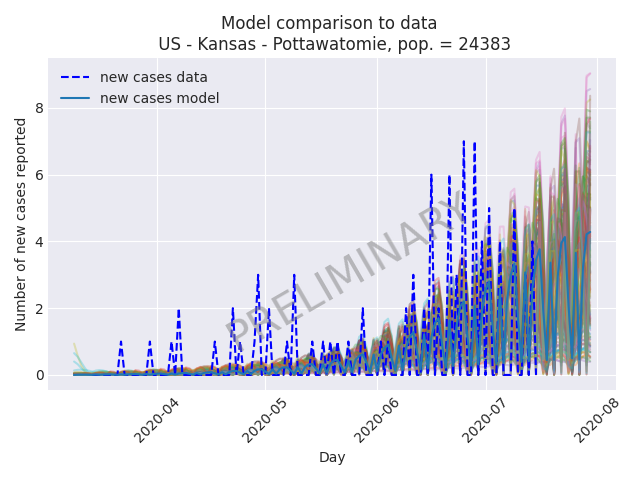 Model comparison to data
US - Kansas - Pottawatomie, pop. = 24383
new cases data
new cases model
PRELIMINARY
Number of new cases reported
8
6
4
2
0
2020-04
2020-05
2020-06
2020-07
2020-08
Day